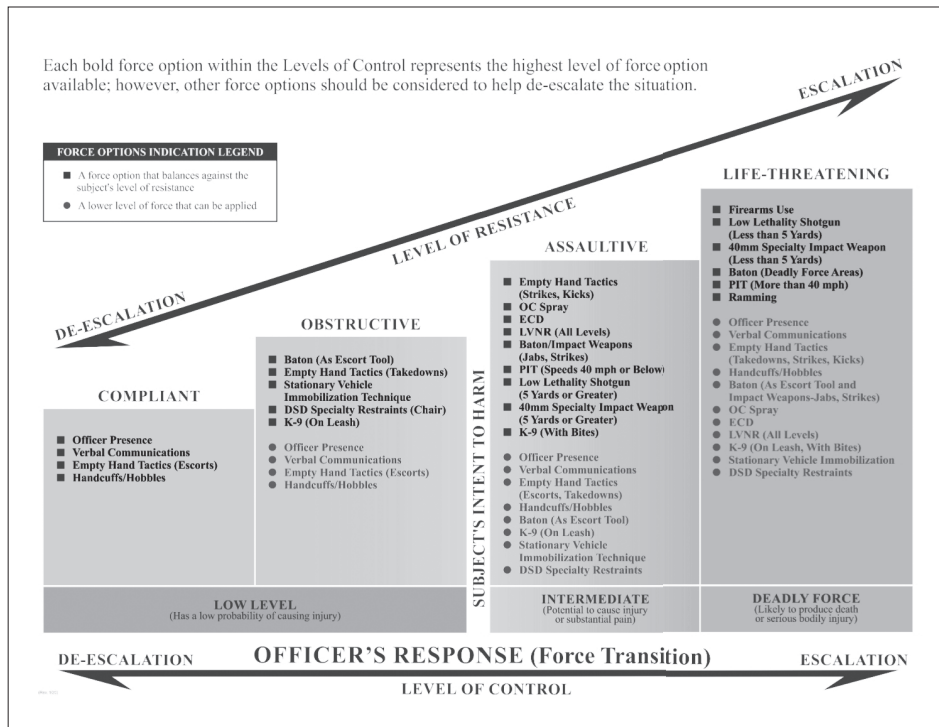 Each bold force option within the Levels of Control represents the highest level of force option
available; however, other force options should be considered to help de-escalate the situation.
ESCALATION
FORCE OPTIONS INDICATION LEGEND
■ A force option that balances against the
subject's level of resistance
● A lower level of force that can be applied
LEVEL OF RESISTANCE
DE-ESCALATION
COMPLIANT
■ Officer Presence
■ Verbal Communications
■ Empty Hand Tactics (Escorts)
■ Handcuffs/Hobbles
OBSTRUCTIVE
■ Baton (As Escort Tool)
■ Empty Hand Tactics (Takedowns)
■ Stationary Vehicle
Immobilization Technique
■ DSD Specialty Restraints (Chair)
■ K-9 (On Leash)
● Officer Presence
● Verbal Communications
● Empty Hand Tactics (Escorts)
● Handcuffs/Hobbles
SUBJECT'S INTENT TO HARM
ASSAULTIVE
■ Empty Hand Tactics
(Strikes, Kicks)
■ OC Spray
■ ECD
■ LVNR (All Levels)
■ Baton/Impact Weapons
(Jabs, Strikes)
■ PIT (Speeds 40 mph or Below)
■ Low Lethality Shotgun
(5 Yards or Greater)
■ 40mm Specialty Impact Weapon
(5 Yards or Greater)
■ K-9 (With Bites)
● Officer Presence
● Verbal Communications
● Empty Hand Tactics
(Escorts, Takedowns)
● Handcuffs/Hobbles
● Baton (As Escort Tool)
● K-9 (On Leash)
● Stationary Vehicle
Immobilization Technique
● DSD Specialty Restraints
LIFE-THREATENING
■ Firearms Use
■ Low Lethality Shotgun
(Less than 5 Yards)
■ 40mm Specialty Impact Weapon
(Less than 5 Yards)
■ Baton (Deadly Force Areas)
■ PIT (More than 40 mph)
■ Ramming
● Officer Presence
● Verbal Communications
● Empty Hand Tactics
(Takedowns, Strikes, Kicks)
● Handcuffs/Hobbles
● Baton (As Escort Tool and
Impact Weapons-Jabs, Strikes)
● OC Spray
● ECD
● LVNR (All Levels)
● K-9 (On Leash, With Bites)
● Stationary Vehicle Immobilization
● DSD Specialty Restraints
LOW LEVEL
(Has a low probability of causing injury)
INTERMEDIATE
(Potential to cause injury
or substantial pain)
DEADLY FORCE
(Likely to produce death
or serious bodily injury)
DE-ESCALATION
OFFICER'S RESPONSE (Force Transition)
ESCALATION
LEVEL OF CONTROL